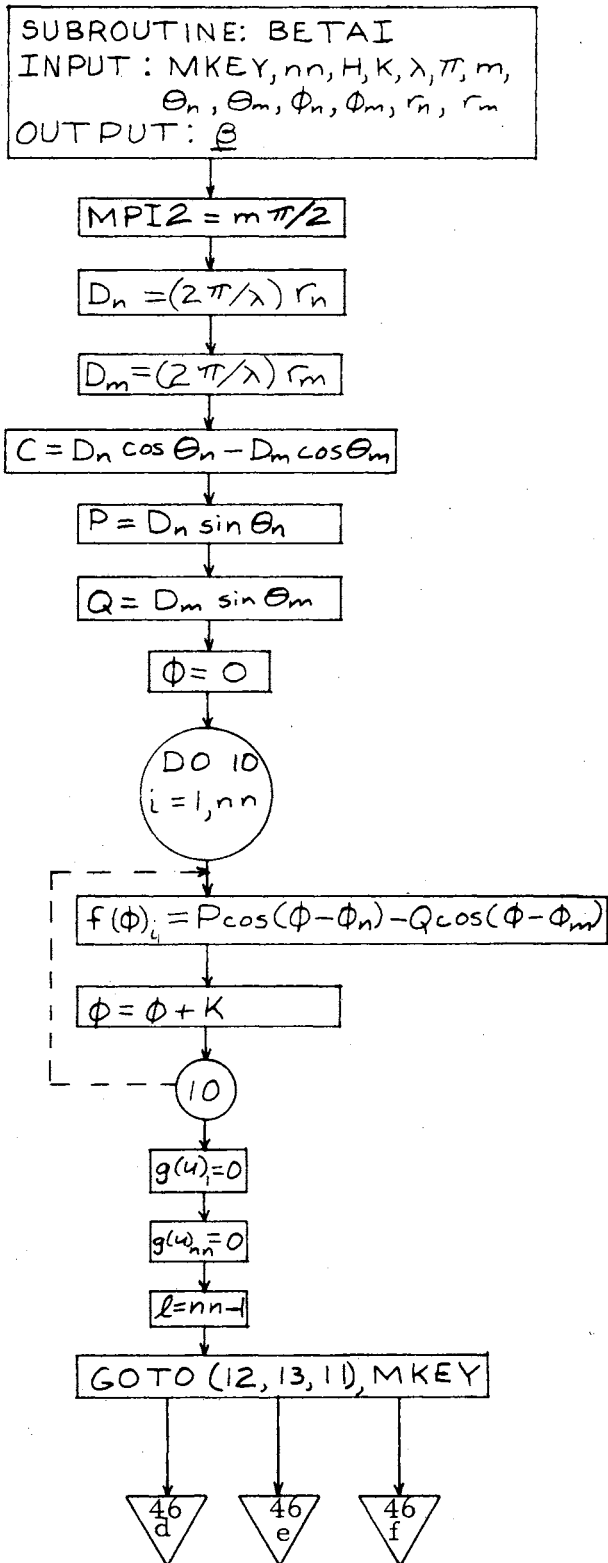 SUBROUTINE: BETAI
INPUT: MKEY, nn, H, K, λ, π, m,
θn, θm, ϕn, ϕm, rn, rm
OUTPUT: β
MPI2 = m π/2
Dn = (2π/λ) rn
Dm = (2π/λ) rm
C = Dn cos θn - Dm cos θm
P = Dn sin θn
Q = Dm sin θm
ϕ = 0
DO 10
i = 1, nn
f(ϕ)i = P cos(ϕ-ϕn) - Q cos(ϕ-ϕm)
ϕ = ϕ + K
10
g(u)1 = 0
g(u)nn = 0
l = nn-1
GO TO (12, 13, 11), MKEY
46 46 46
d e f